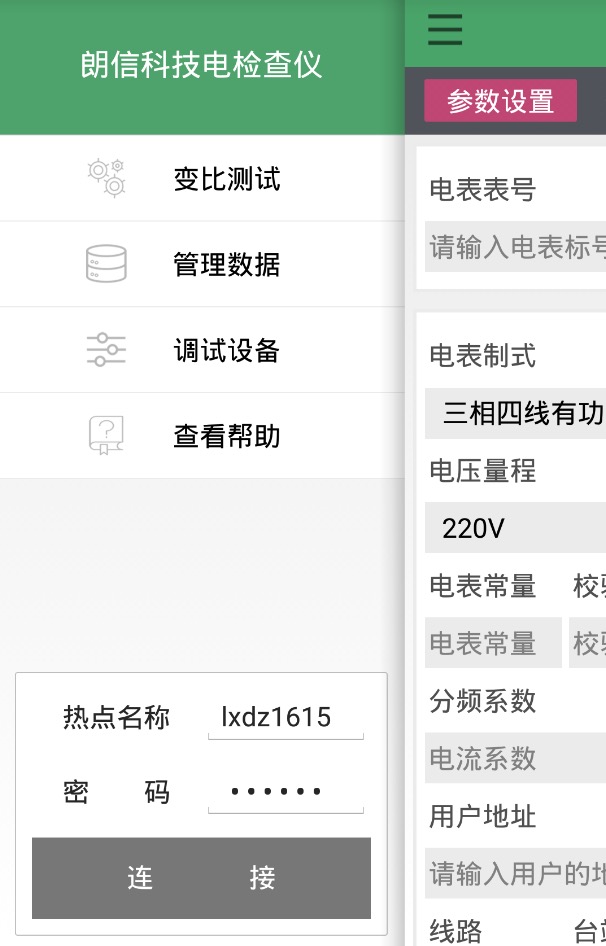 朗信科技电检查仪
变比测试
管理数据
调试设备
查看帮助
热点名称 lxdz1615
密 码 ••••••
连 接
参数设置
电表表号
请输入电表标号
电表制式
三相四线有功
电压量程
220V
电表常量 校验
电表常量 校验
分频系数
电流系数
用户地址
请输入用户的地
线路 台